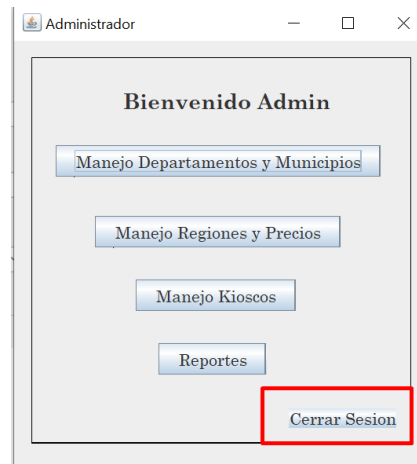 Administrador
Bienvenido Admin
Manejo Departamentos y Municipios
Manejo Regiones y Precios
Manejo Kioscos
Reportes
Cerrar Sesion